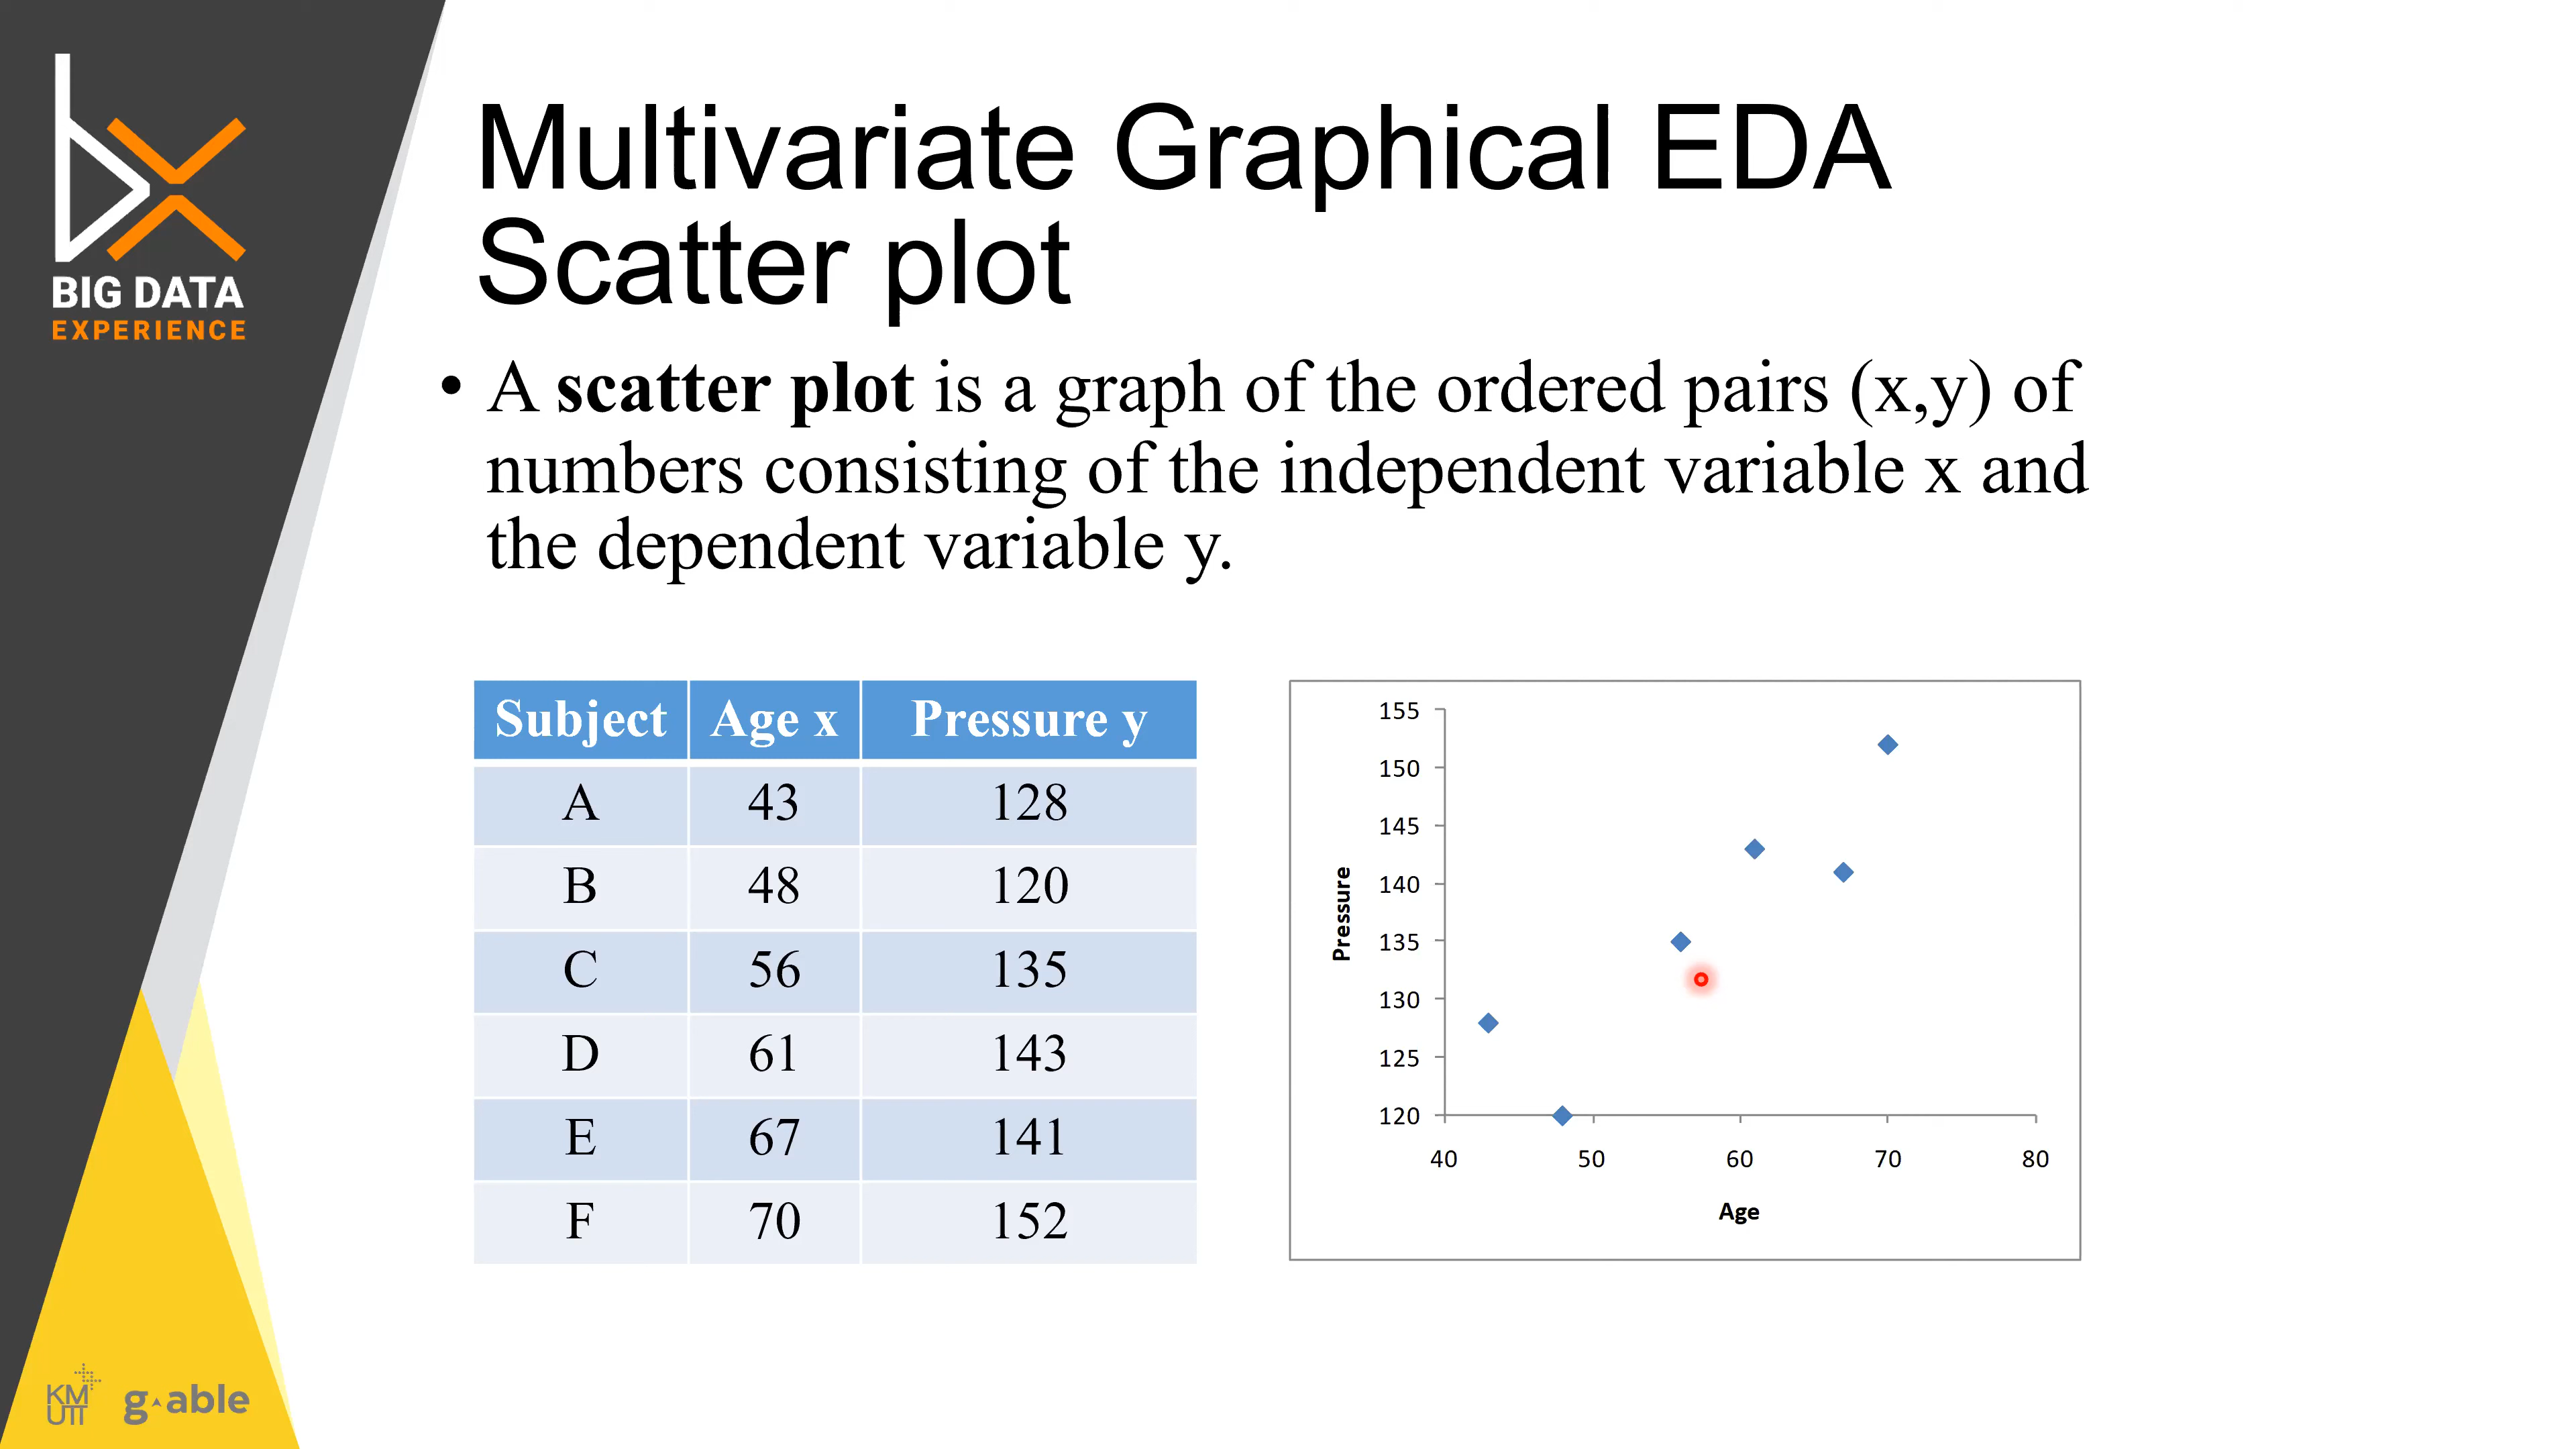 BIG DATA
EXPERIENCE
Multivariate Graphical EDA
Scatter plot
• A scatter plot is a graph of the ordered pairs (x,y) of
numbers consisting of the independent variable x and
the dependent variable y.
Subject Age x Pressure y
A 43 128
B 48 120
C 56 135
D 61 143
E 67 141
F 70 152
155
150
145
140
135
130
125
120
Pressure
40 50 60 70 80
Age
KM
UTT
g-able